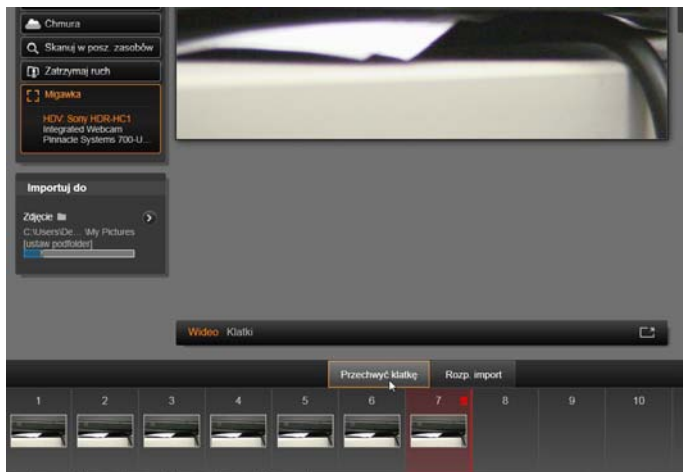 Chmura
Skanuj w posz. zasobów
Zatrzymaj ruch
Migawka
HDV: Sony HDR-HC1
Integrated Webcam
Pinnacle Systems 700-U...
Importuj do
Zdjęcie
C:\Users\De... \My Pictures
[ustaw podfolder]
Wideo Klatki
Przechwyć klatkę Rozp. import
1 2 3 4 5 6 7 8 9 10